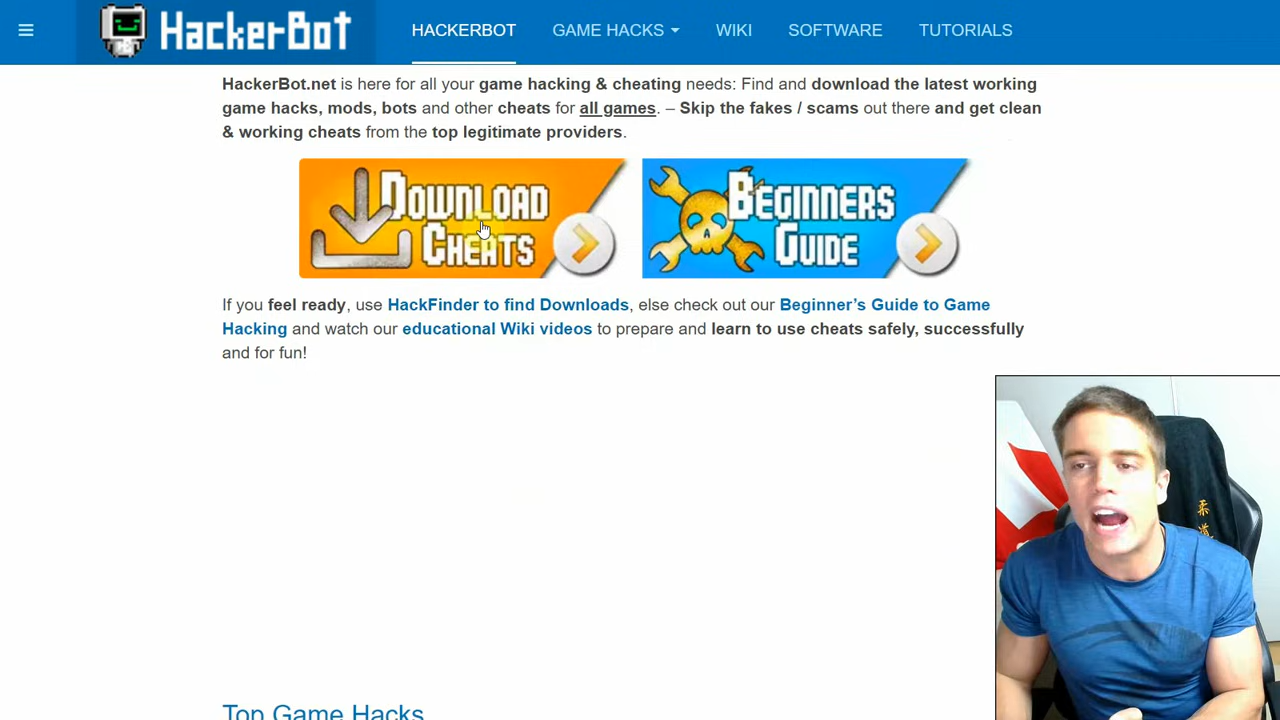 HackerBot
HACKERBOT
GAME HACKS
WIKI
SOFTWARE
TUTORIALS
HackerBot.net is here for all your game hacking & cheating needs: Find and download the latest working
game hacks, mods, bots and other cheats for all games. – Skip the fakes / scams out there and get clean
& working cheats from the top legitimate providers.
Download
Cheats
Beginners
Guide
If you feel ready, use HackFinder to find Downloads, else check out our Beginner’s Guide to Game
Hacking and watch our educational Wiki videos to prepare and learn to use cheats safely, successfully
and for fun!
柔
道
Top Game Hacks